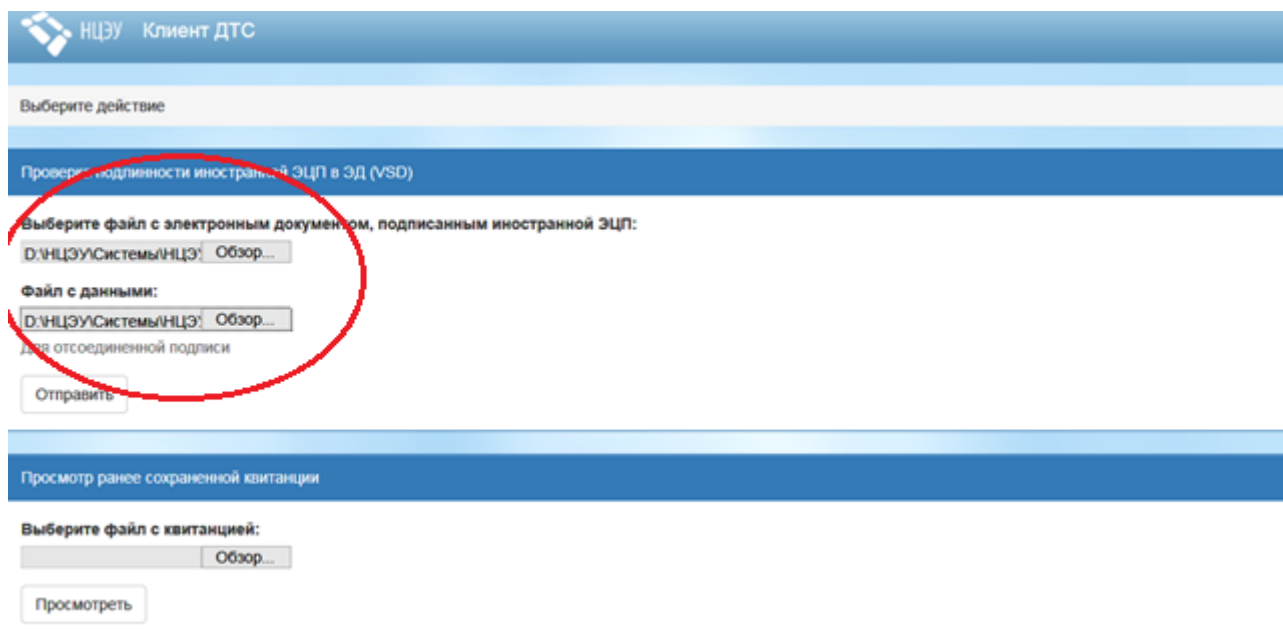 НЦЭУ Клиент ДТС
Выберите действие
Проверка подлинности иностранной ЭЦП в ЭД (VSD)
Выберите файл с электронным документом, подписанным иностранной ЭЦП:
D:\НЦЭУ\Системы\НЦЭУ Обзор...
Файл с данными:
D:\НЦЭУ\Системы\НЦЭУ Обзор...
Для отсоединенной подписи
Отправить
Просмотр ранее сохраненной квитанции
Выберите файл с квитанцией:
Обзор...
Просмотреть